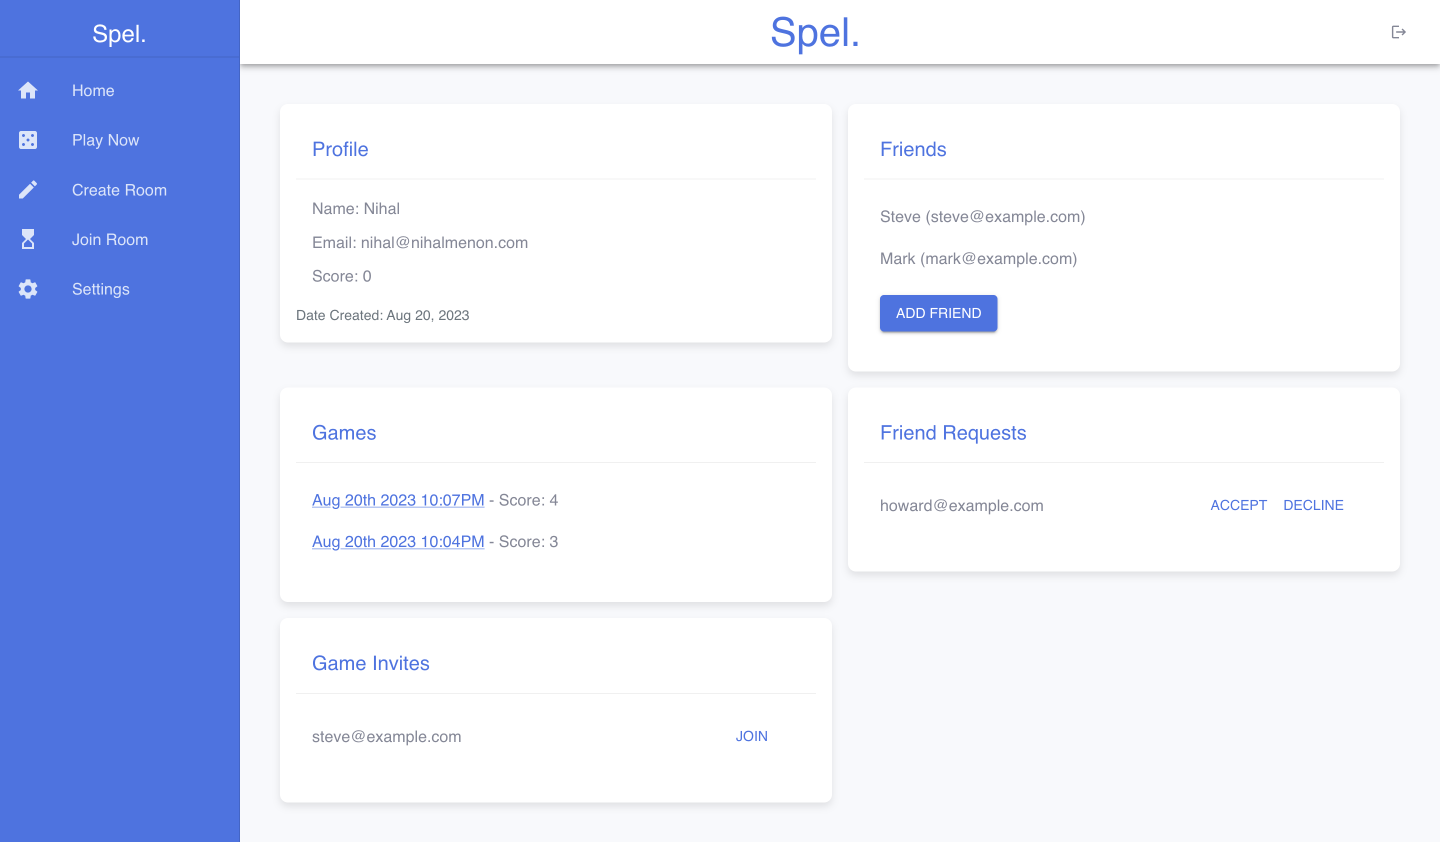 Spel.
Home
Play Now
Create Room
Join Room
Settings
Spel.
Profile
Name: Nihal
Email: nihal@nihalmenon.com
Score: 0
Date Created: Aug 20, 2023
Friends
Steve (steve@example.com)
Mark (mark@example.com)
ADD FRIEND
Games
Aug 20th 2023 10:07PM - Score: 4
Aug 20th 2023 10:04PM - Score: 3
Friend Requests
howard@example.com ACCEPT DECLINE
Game Invites
steve@example.com JOIN